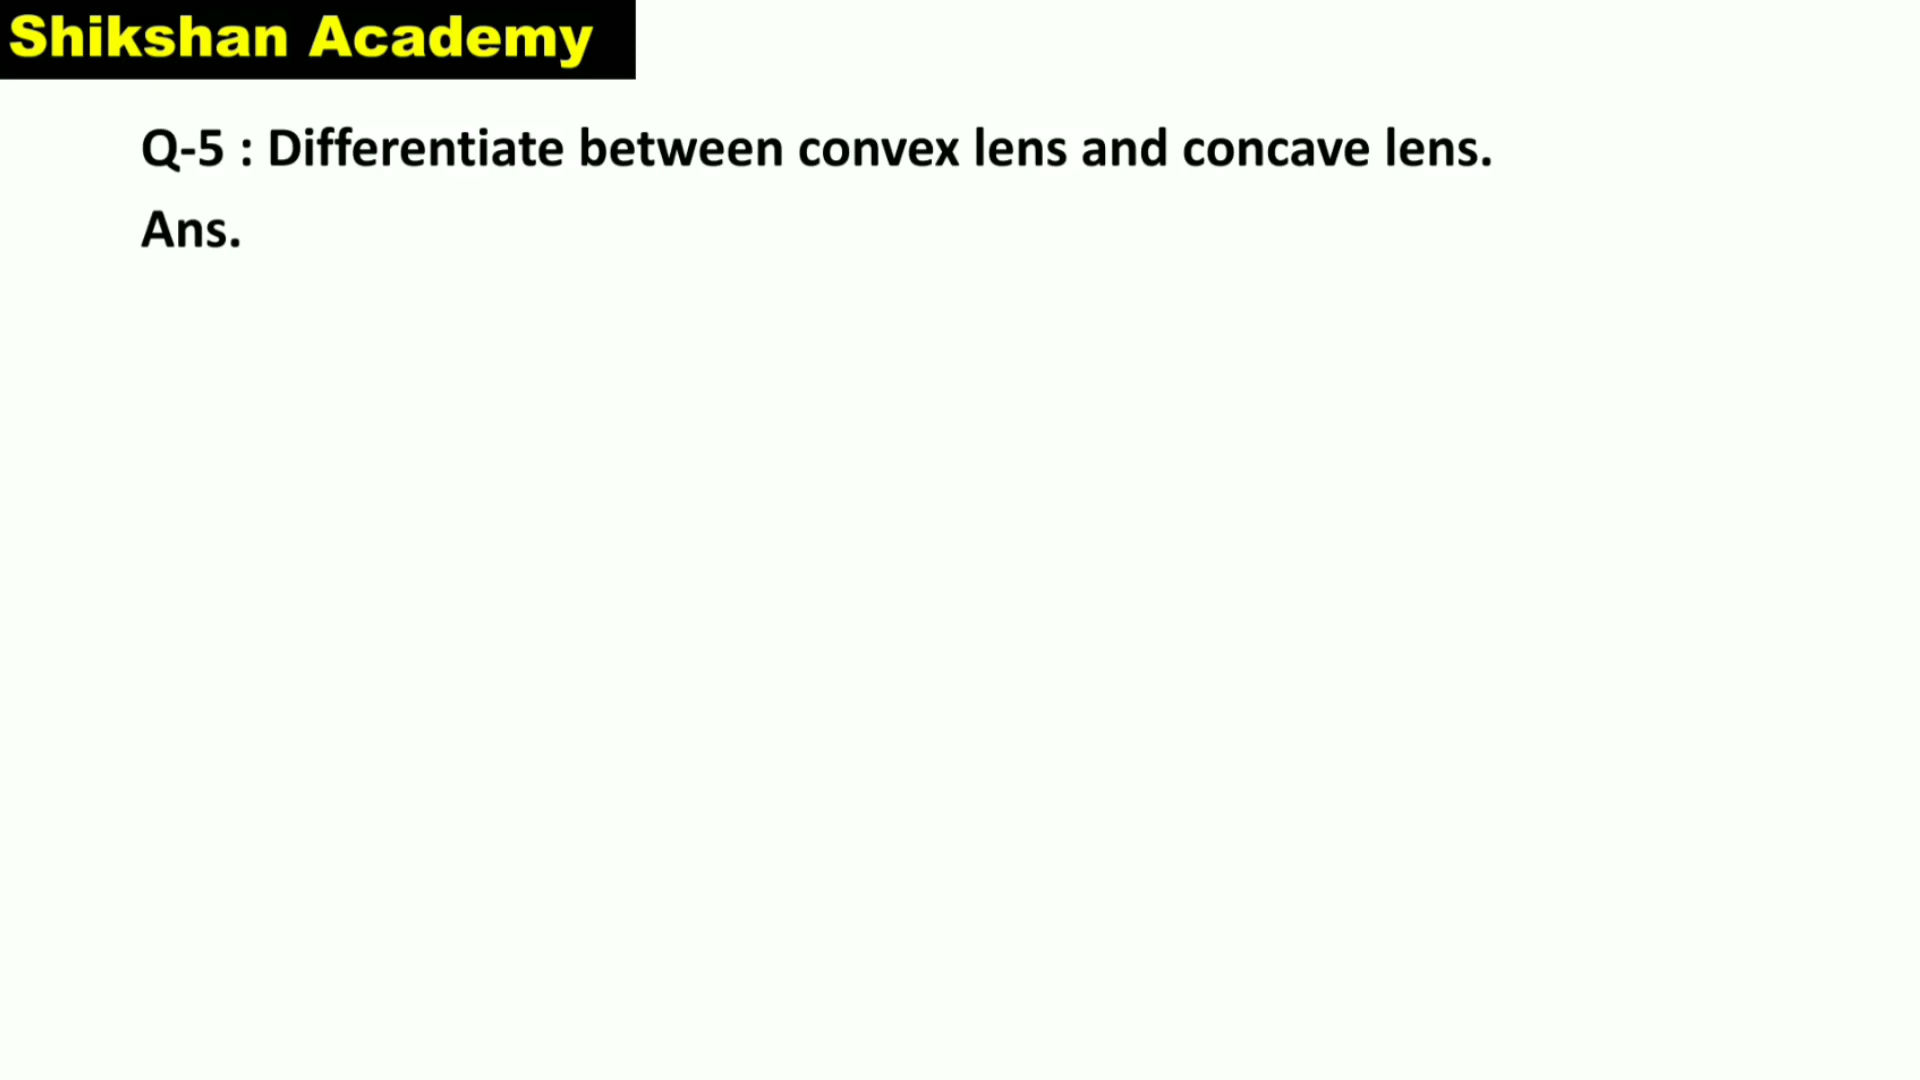 Shikshan Academy
Q-5 : Differentiate between convex lens and concave lens.
Ans.